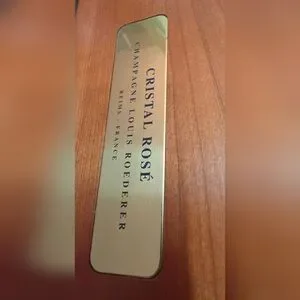 CRISTAL ROSÉ
CHAMPAGNE LOUIS ROEDERER
REIMS - FRANCE